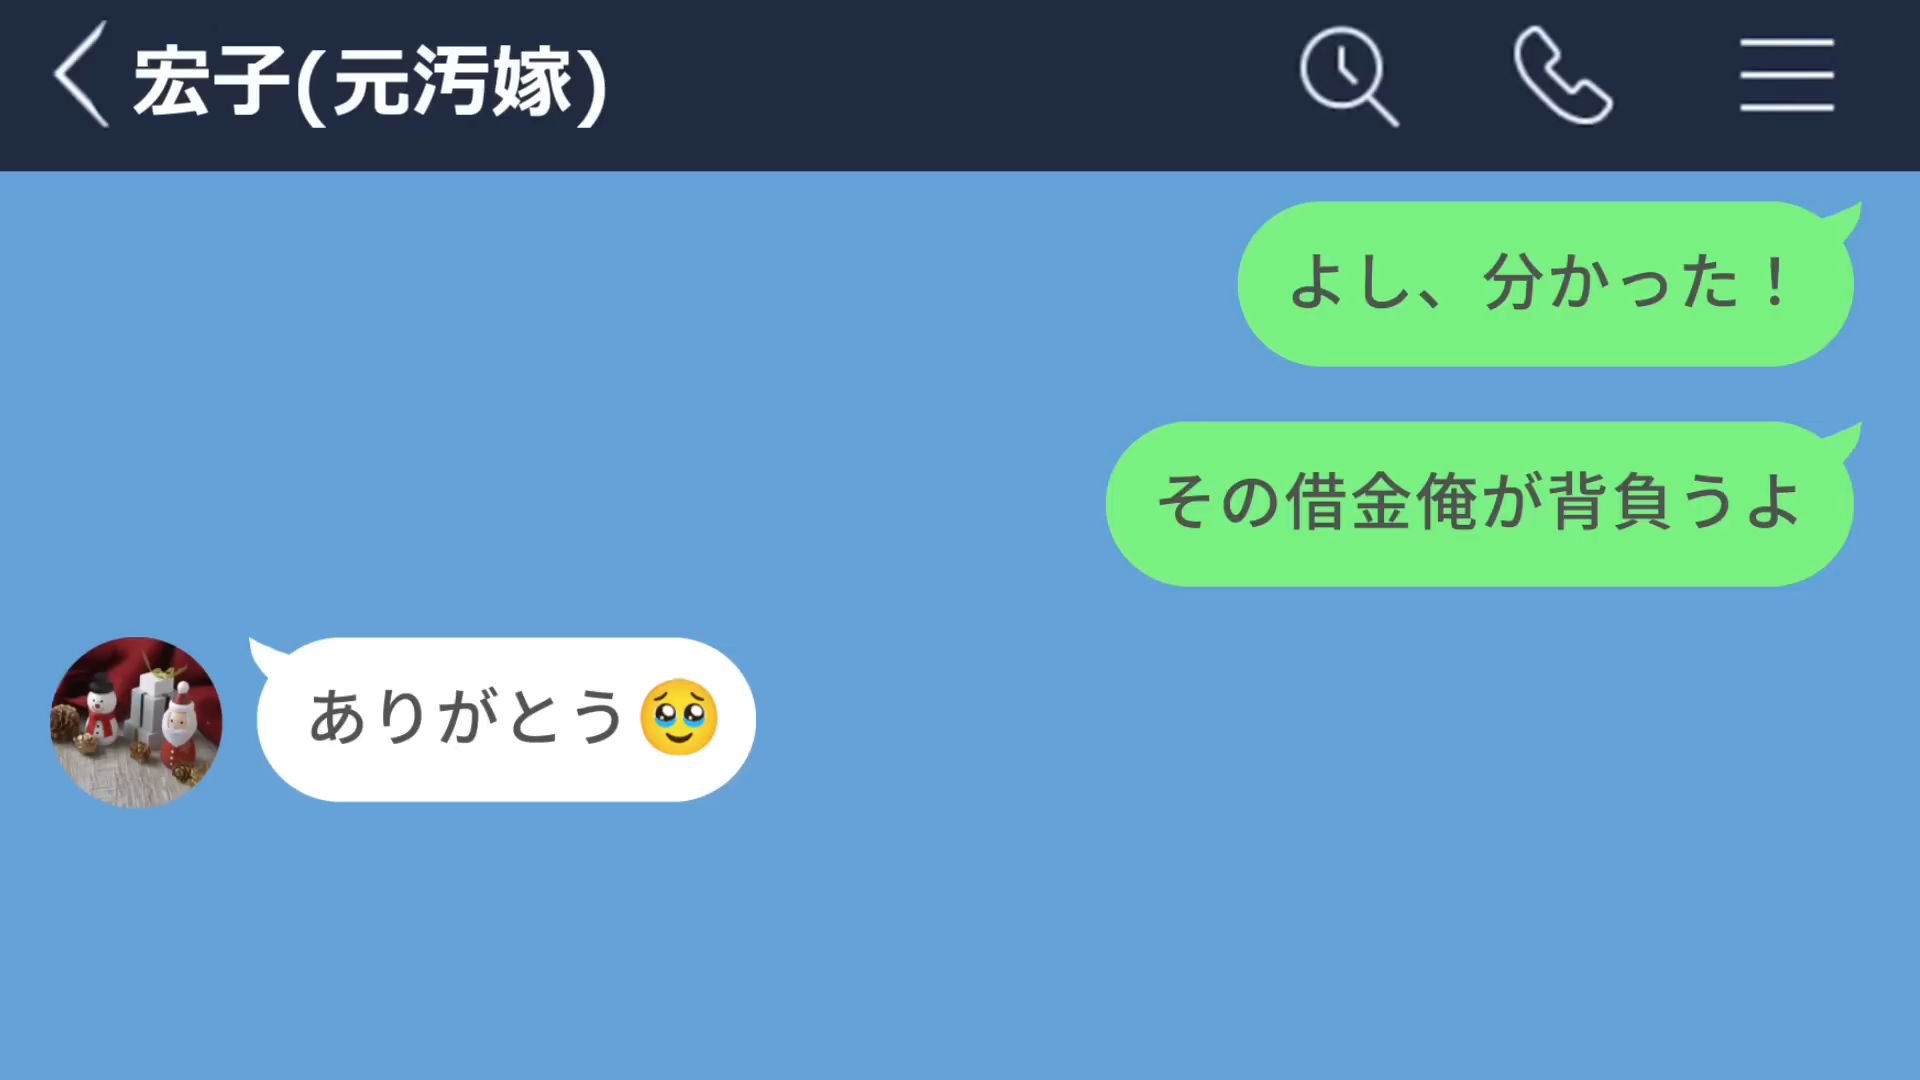 宏子(元汚嫁)
よし、分かった！
その借金俺が背負うよ
ありがとう🥹